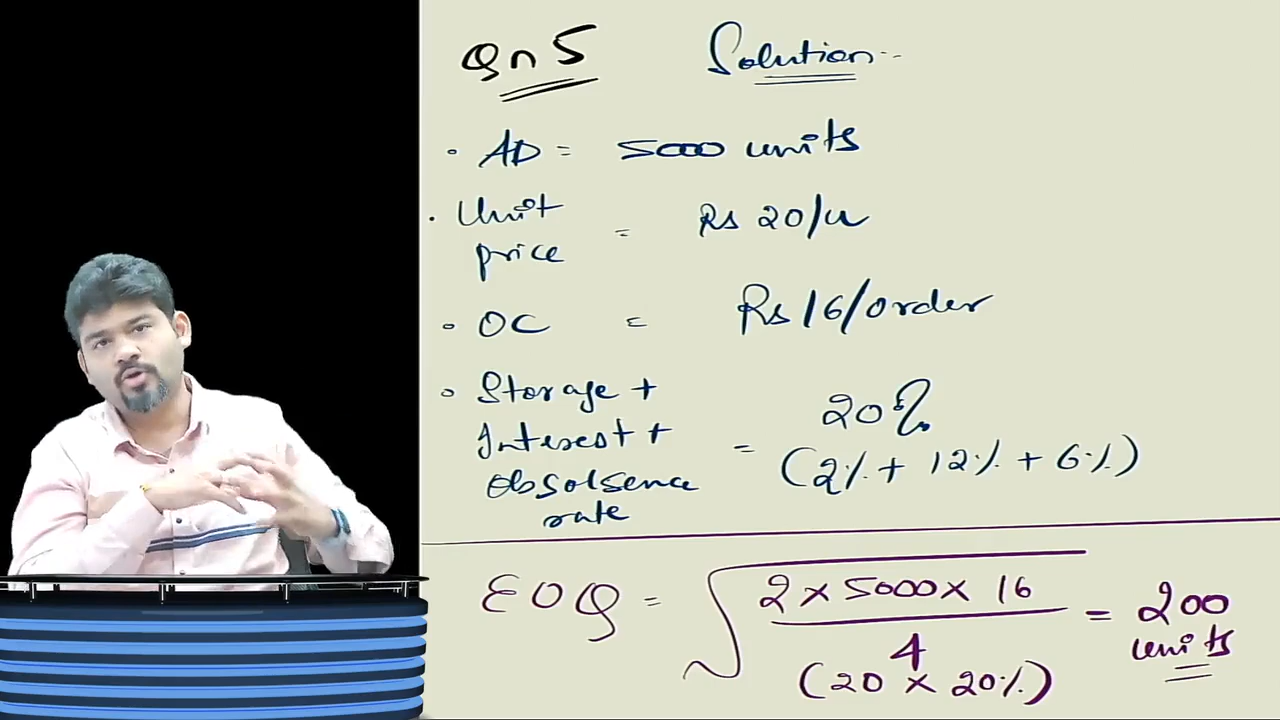 Qn 5 Solution:-
• AD = 5000 units
• Unit price = Rs 20/u
• OC = Rs 16/order
• Storage + Interest + Obsolsence rate = 20% (2% + 12% + 6%)
EOQ = √ 2 × 5000 × 16 / 4 (20 × 20%) = 200 units